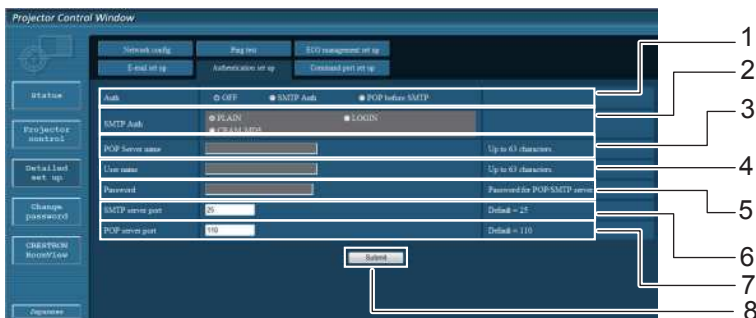 Projector Control Window
Network config Ping test ECO management set up
E-mail set up Authentication set up Command port set up
Status
Projector control
Detailed set up
Change password
CRESTRON RoomView
Japanese
Auth OFF SMTP Auth POP before SMTP
SMTP Auth PLAIN LOGIN
CRAM-MD5
POP Server name Up to 63 characters
User name Up to 63 characters
Password Password for POP/SMTP server
SMTP server port 25 Default = 25
POP server port 110 Default = 110
Submit
1
2
3
4
5
6
7
8